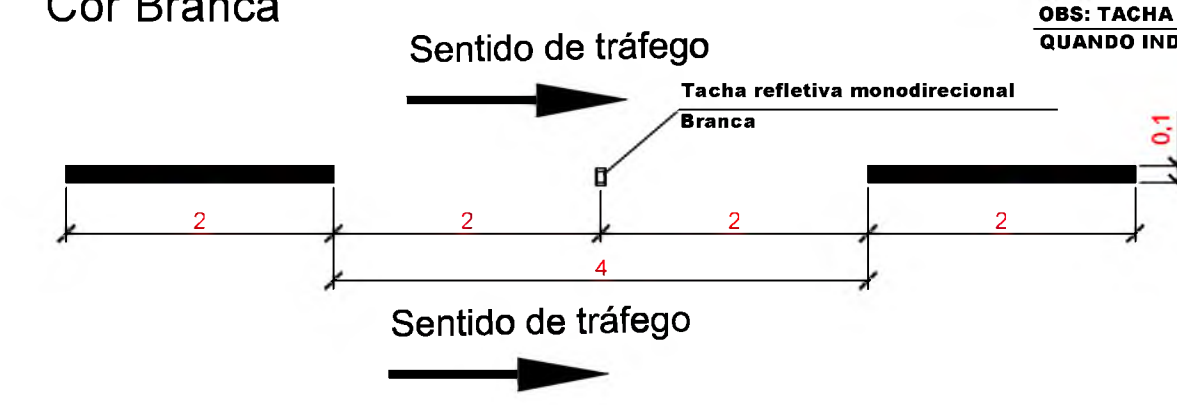 Cor Branca
OBS: TACHA
QUANDO IND
Sentido de tráfego
Tacha refletiva monodirecional
Branca
0,1
2
2
2
2
4
Sentido de tráfego